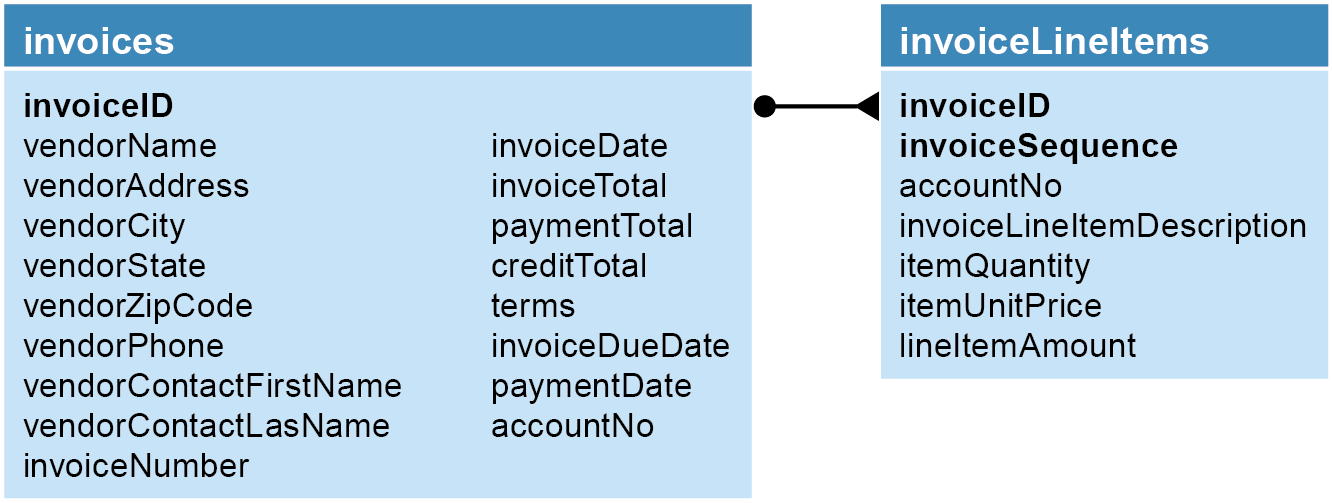 invoices
invoiceID
vendorName
vendorAddress
vendorCity
vendorState
vendorZipCode
vendorPhone
vendorContactFirstName
vendorContactLasName
invoiceNumber
invoiceDate
invoiceTotal
paymentTotal
creditTotal
terms
invoiceDueDate
paymentDate
accountNo
invoiceLineItems
invoiceID
invoiceSequence
accountNo
invoiceLineItemDescription
itemQuantity
itemUnitPrice
lineItemAmount